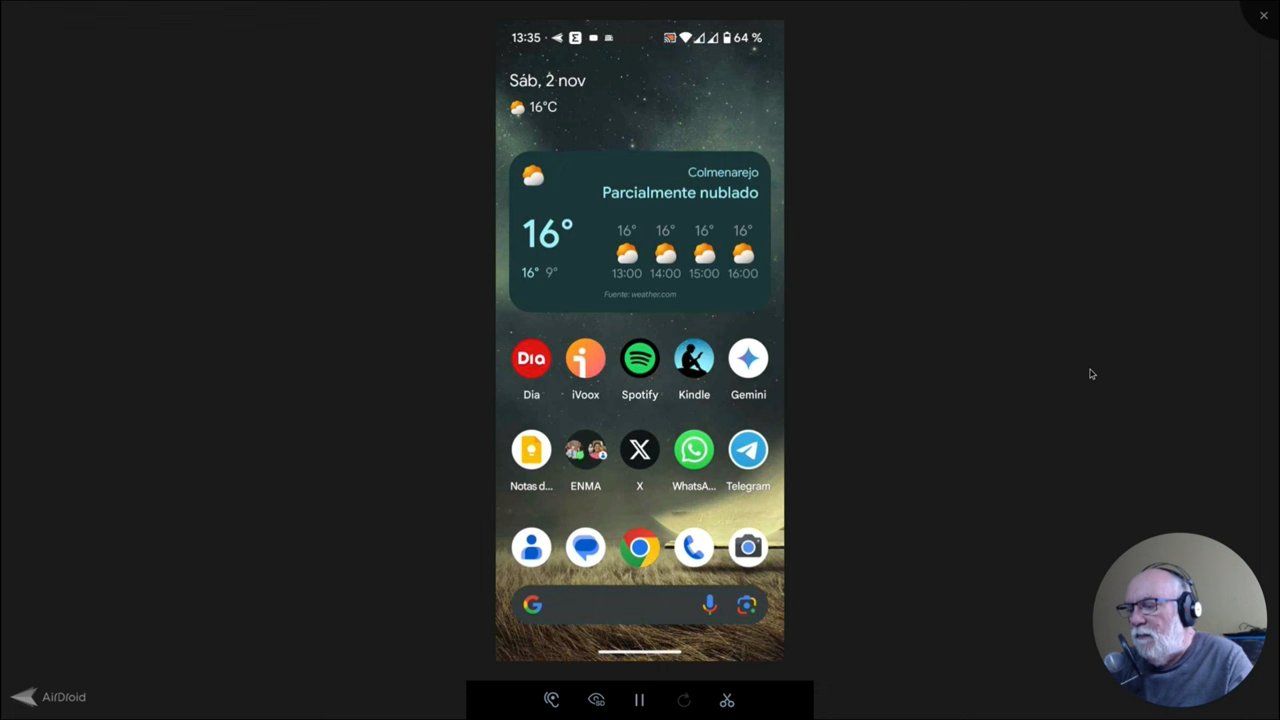 13:35
64 %
Sáb, 2 nov
16°C
Colmenarejo
Parcialmente nublado
16°
16° 9°
16° 16° 16° 16°
13:00 14:00 15:00 16:00
Fuente: weather.com
Dia
Dia iVoox Spotify Kindle Gemini
Notas d... ENMA X WhatsA... Telegram
AirDroid
SD